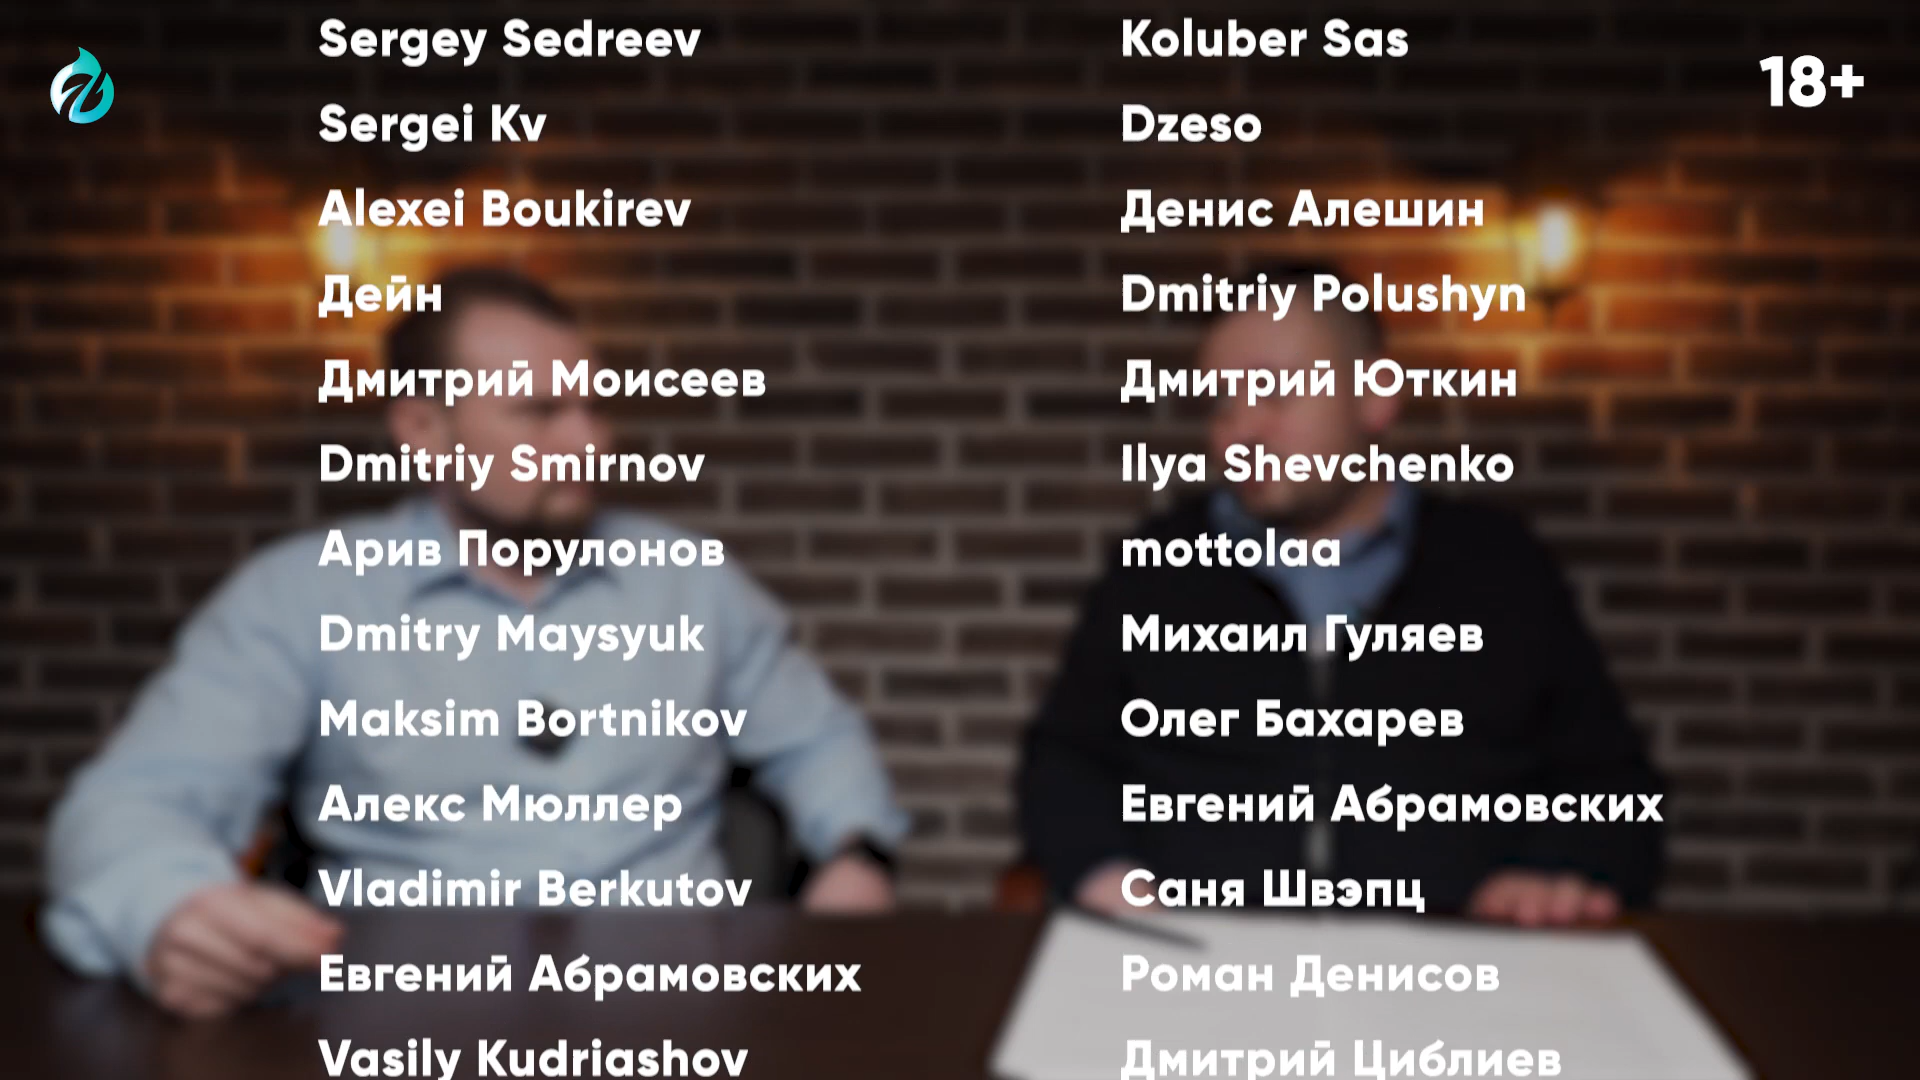 Sergey Sedreev
Sergei Kv
Alexei Boukirev
Дейн
Дмитрий Моисеев
Dmitriy Smirnov
Арив Порулонов
Dmitry Maysyuk
Maksim Bortnikov
Алекс Мюллер
Vladimir Berkutov
Евгений Абрамовских
Vasily Kudriashov
Koluber Sas
Dzeso
Денис Алешин
Dmitriy Polushyn
Дмитрий Юткин
Ilya Shevchenko
mottolaa
Михаил Гуляев
Олег Бахарев
Евгений Абрамовских
Саня Швэпц
Роман Денисов
Дмитрий Циблиев
18+